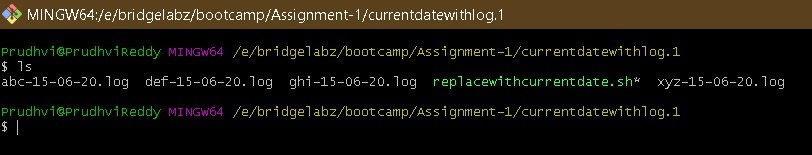 MINGW64:/e/bridgelabz/bootcamp/Assignment-1/currentdatewithlog.1
Prudhvi@PrudhviReddy MINGW64 /e/bridgelabz/bootcamp/Assignment-1/currentdatewithlog.1
$ ls
abc-15-06-20.log  def-15-06-20.log  ghi-15-06-20.log  replacewithcurrentdate.sh*  xyz-15-06-20.log
Prudhvi@PrudhviReddy MINGW64 /e/bridgelabz/bootcamp/Assignment-1/currentdatewithlog.1
$